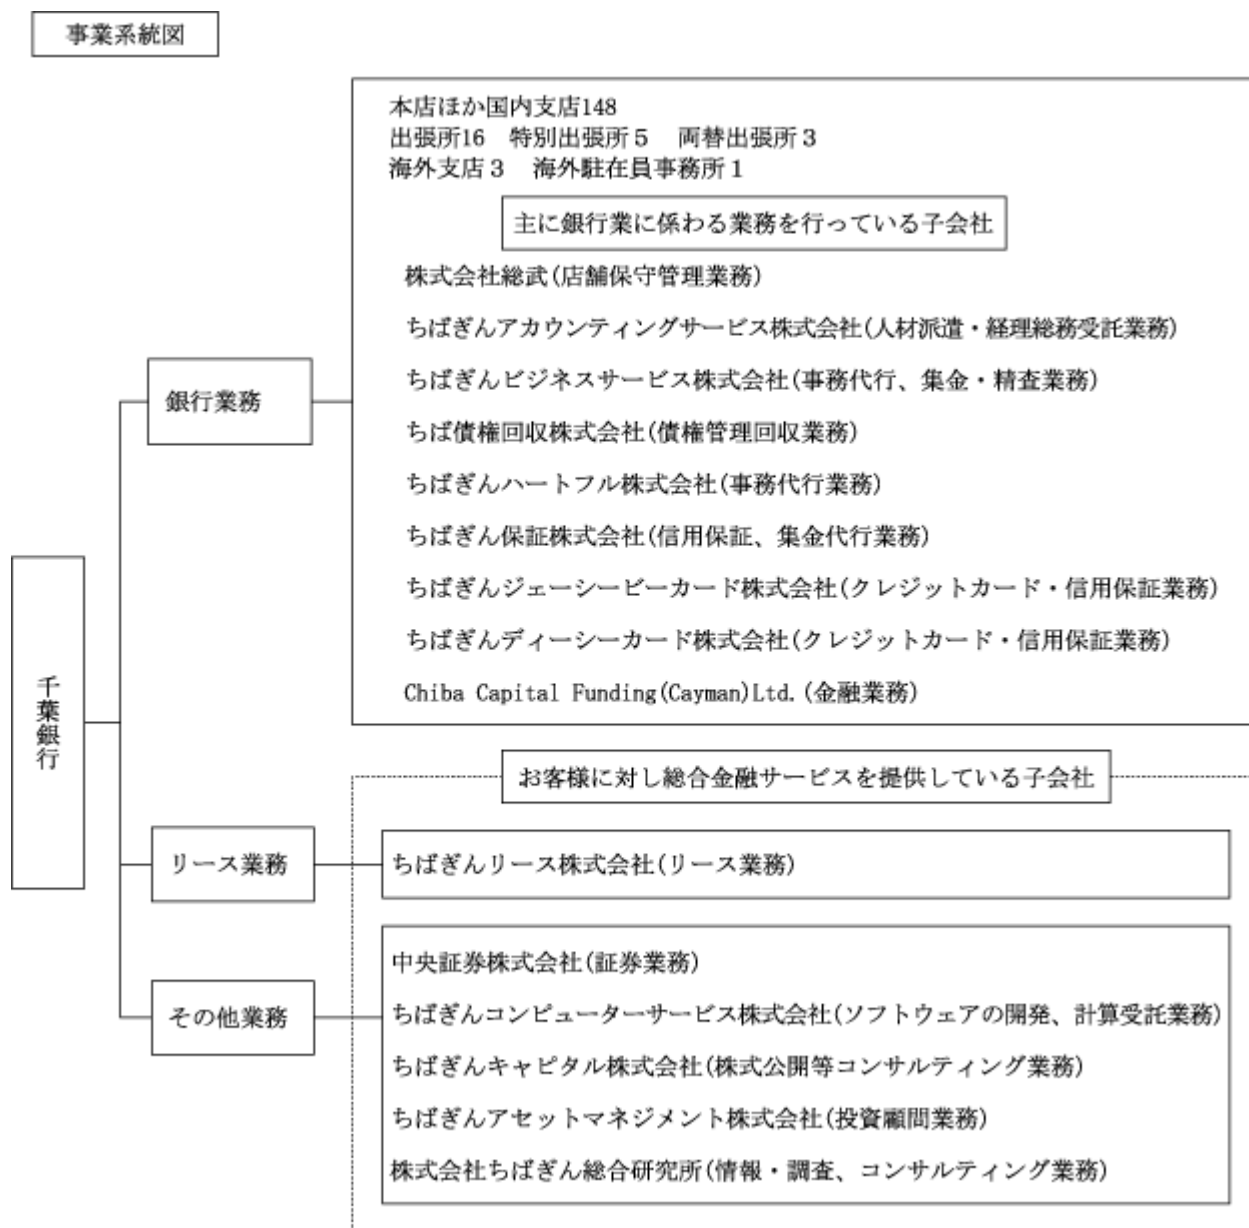 事業系統図
本店ほか国内支店148
出張所16　特別出張所５　両替出張所３
海外支店３　海外駐在員事務所１
主に銀行業に係わる業務を行っている子会社
株式会社総武(店舗保守管理業務)
ちばぎんアカウンティングサービス株式会社(人材派遣・経理総務受託業務)
銀行業務
ちばぎんビジネスサービス株式会社(事務代行、集金・精査業務)
ちば債権回収株式会社(債権管理回収業務)
ちばぎんハートフル株式会社(事務代行業務)
ちばぎん保証株式会社(信用保証、集金代行業務)
ちばぎんジェーシービーカード株式会社(クレジットカード・信用保証業務)
ちばぎんディーシーカード株式会社(クレジットカード・信用保証業務)
Chiba Capital Funding(Cayman)Ltd.(金融業務)
千葉銀行
お客様に対し総合金融サービスを提供している子会社
リース業務
ちばぎんリース株式会社(リース業務)
その他業務
中央証券株式会社(証券業務)
ちばぎんコンピューターサービス株式会社(ソフトウェアの開発、計算受託業務)
ちばぎんキャピタル株式会社(株式公開等コンサルティング業務)
ちばぎんアセットマネジメント株式会社(投資顧問業務)
株式会社ちばぎん総合研究所(情報・調査、コンサルティング業務)